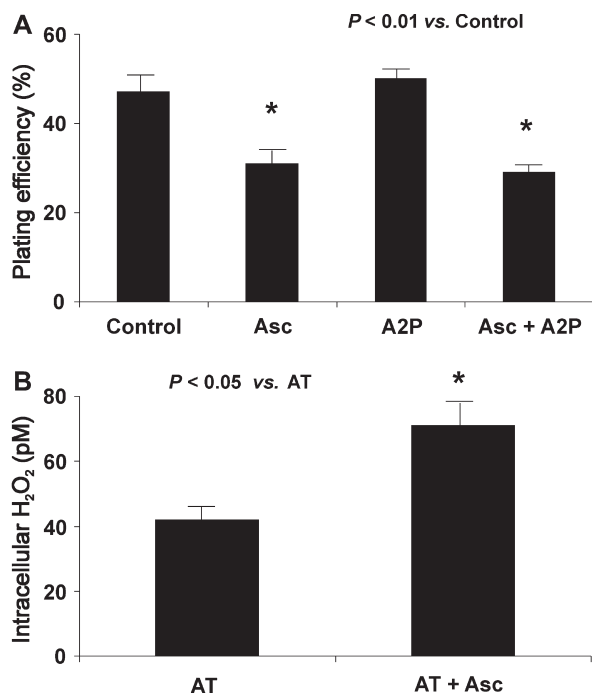 A
P < 0.01 vs. Control
Plating efficiency (%)
60
40
20
0
Control Asc A2P Asc + A2P
* *
B
P < 0.05 vs. AT
Intracellular H₂O₂ (pM)
80
60
40
20
0
*
AT AT + Asc